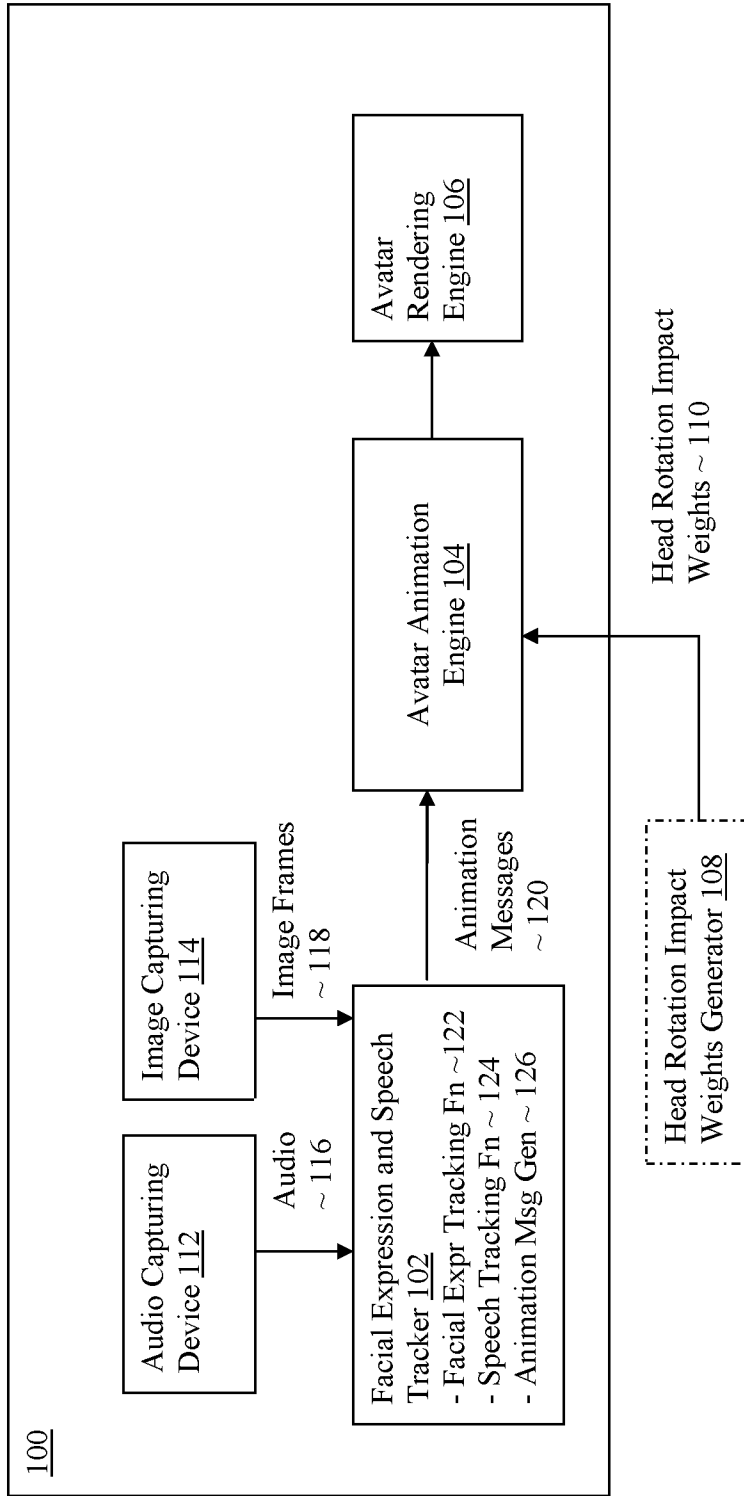 100
Audio Capturing
Device 112
Image Capturing
Device 114
Audio
~ 116
Image Frames
~ 118
Facial Expression and Speech
Tracker 102
- Facial Expr Tracking Fn ~122
- Speech Tracking Fn ~ 124
- Animation Msg Gen ~ 126
Animation
Messages
~ 120
Avatar Animation
Engine 104
Avatar
Rendering
Engine 106
Head Rotation Impact
Weights Generator 108
Head Rotation Impact
Weights ~ 110